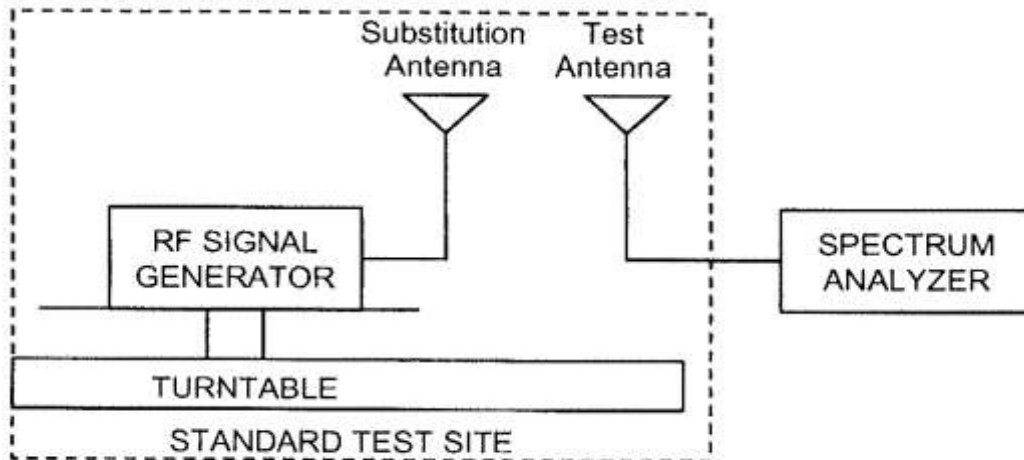 Substitution
Antenna
Test
Antenna
RF SIGNAL
GENERATOR
SPECTRUM
ANALYZER
TURNTABLE
STANDARD TEST SITE